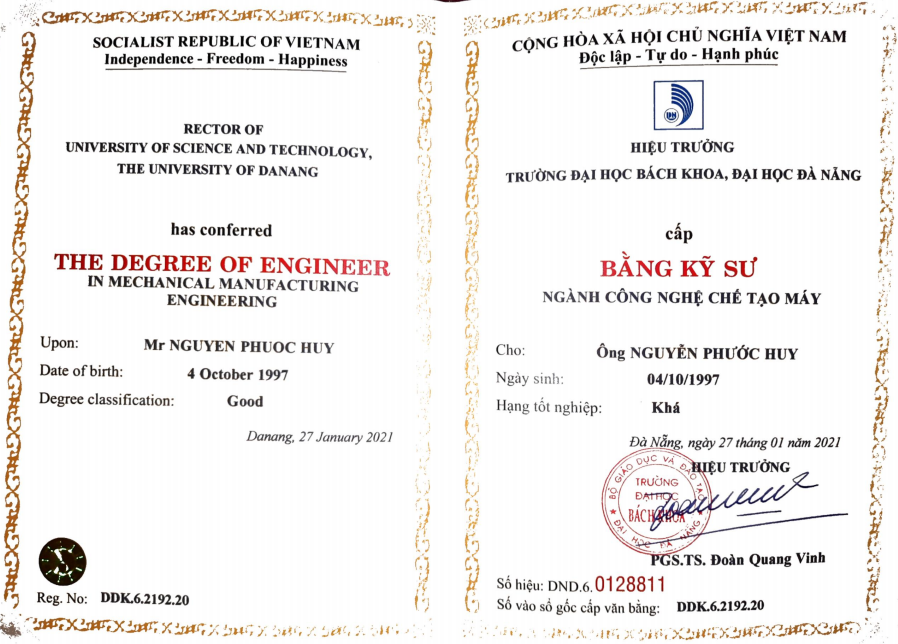 SOCIALIST REPUBLIC OF VIETNAM
Independence - Freedom - Happiness
RECTOR OF
UNIVERSITY OF SCIENCE AND TECHNOLOGY,
THE UNIVERSITY OF DANANG
has conferred
THE DEGREE OF ENGINEER
IN MECHANICAL MANUFACTURING
ENGINEERING
Upon: Mr NGUYEN PHUOC HUY
Date of birth: 4 October 1997
Degree classification: Good
Danang, 27 January 2021
Reg. No: DDK.6.2192.20
CỘNG HÒA XÃ HỘI CHỦ NGHĨA VIỆT NAM
Độc lập - Tự do - Hạnh phúc
HIỆU TRƯỞNG
TRƯỜNG ĐẠI HỌC BÁCH KHOA, ĐẠI HỌC ĐÀ NẴNG
cấp
BẰNG KỸ SƯ
NGÀNH CÔNG NGHỆ CHẾ TẠO MÁY
Cho: Ông NGUYỄN PHƯỚC HUY
Ngày sinh: 04/10/1997
Hạng tốt nghiệp: Khá
Đà Nẵng, ngày 27 tháng 01 năm 2021
HIỆU TRƯỞNG
BỘ GIÁO DỤC VÀ ĐÀO TẠO
TRƯỜNG
ĐẠI HỌC
BÁCH KHOA
ĐẠI HỌC ĐÀ NẴNG
PGS.TS. Đoàn Quang Vinh
Số hiệu: DND.6. 0128811
Số vào sổ gốc cấp văn bằng: DDK.6.2192.20